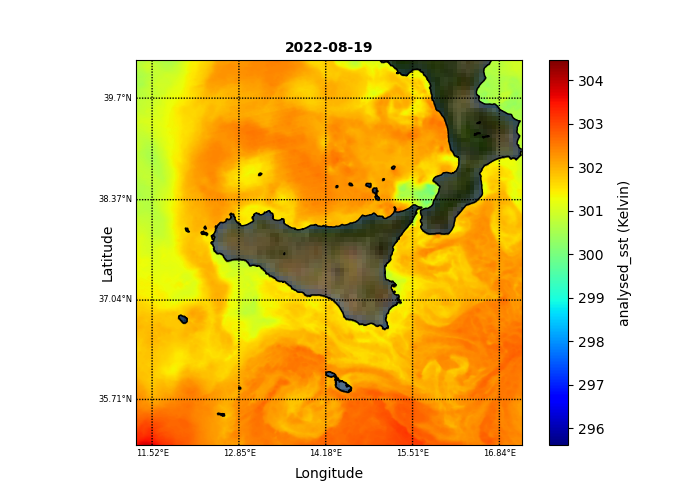 2022-08-19
39.7°N
38.37°N
37.04°N
35.71°N
11.52°E 12.85°E 14.18°E 15.51°E 16.84°E
Latitude
Longitude
304
303
302
301
300
299
298
297
296
analysed_sst (Kelvin)